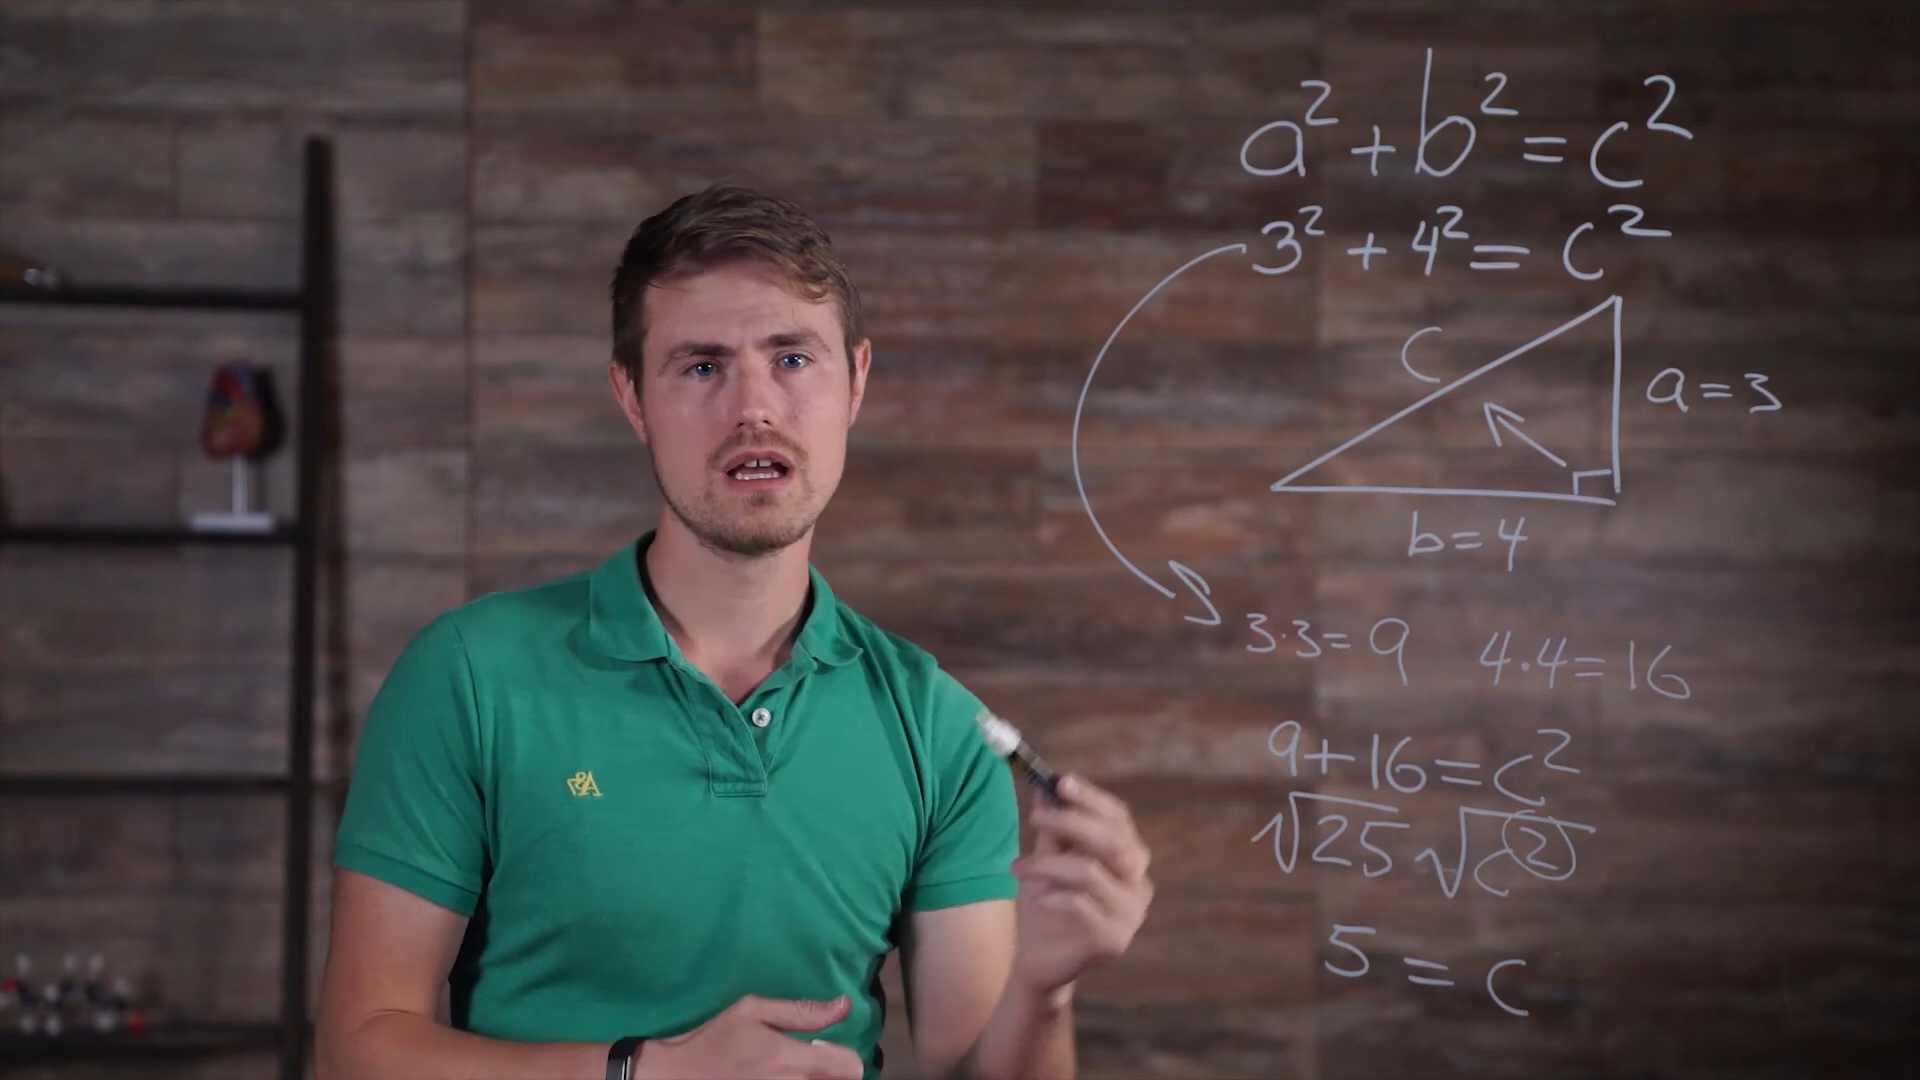 a² + b² = c²
3² + 4² = c²
C
a = 3
b = 4
3·3 = 9 4·4 = 16
9 + 16 = c²
√25 √c²
5 = c